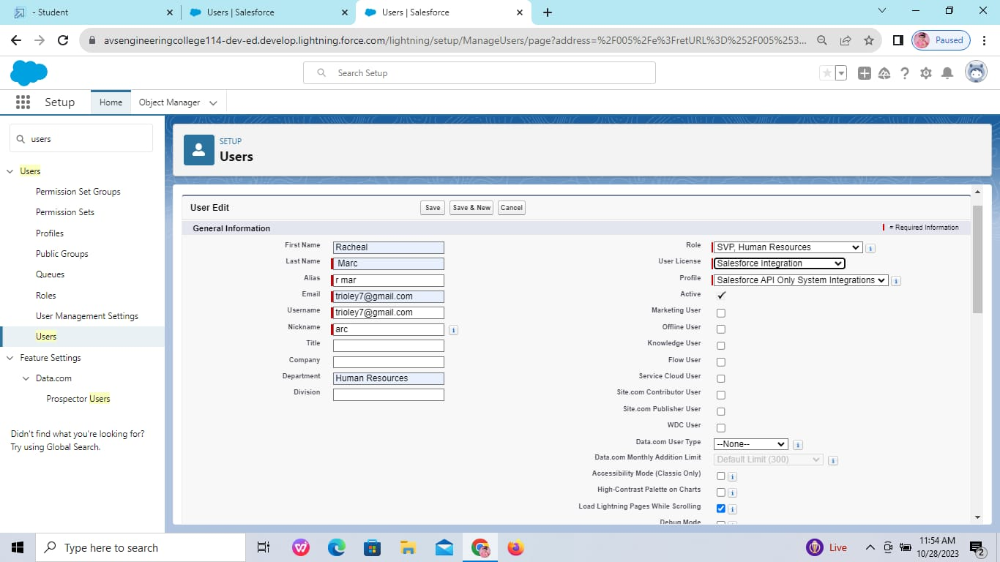 - Student
Users | Salesforce
Users | Salesforce
avsengineeringcollege114-dev-ed.develop.lightning.force.com/lightning/setup/ManageUsers/page?address=%2F005%2Fe%3FretURL%3D%252F005%253...
Paused
Search Setup
Setup
Home
Object Manager
users
Users
Permission Set Groups
Permission Sets
Profiles
Public Groups
Queues
Roles
User Management Settings
Users
Feature Settings
Data.com
Prospector Users
Didn't find what you're looking for?
Try using Global Search.
SETUP
Users
User Edit
Save
Save & New
Cancel
General Information
= Required Information
First Name Racheal
Last Name Marc
Alias r mar
Email trioley7@gmail.com
Username trioley7@gmail.com
Nickname arc
Title
Company
Department Human Resources
Division
Role SVP, Human Resources
User License Salesforce Integration
Profile Salesforce API Only System Integrations
Active
Marketing User
Offline User
Knowledge User
Flow User
Service Cloud User
Site.com Contributor User
Site.com Publisher User
WDC User
Data.com User Type --None--
Data.com Monthly Addition Limit Default Limit (300)
Accessibility Mode (Classic Only)
High-Contrast Palette on Charts
Load Lightning Pages While Scrolling
Debug Mode
Type here to search
Live
11:54 AM
10/28/2023
2